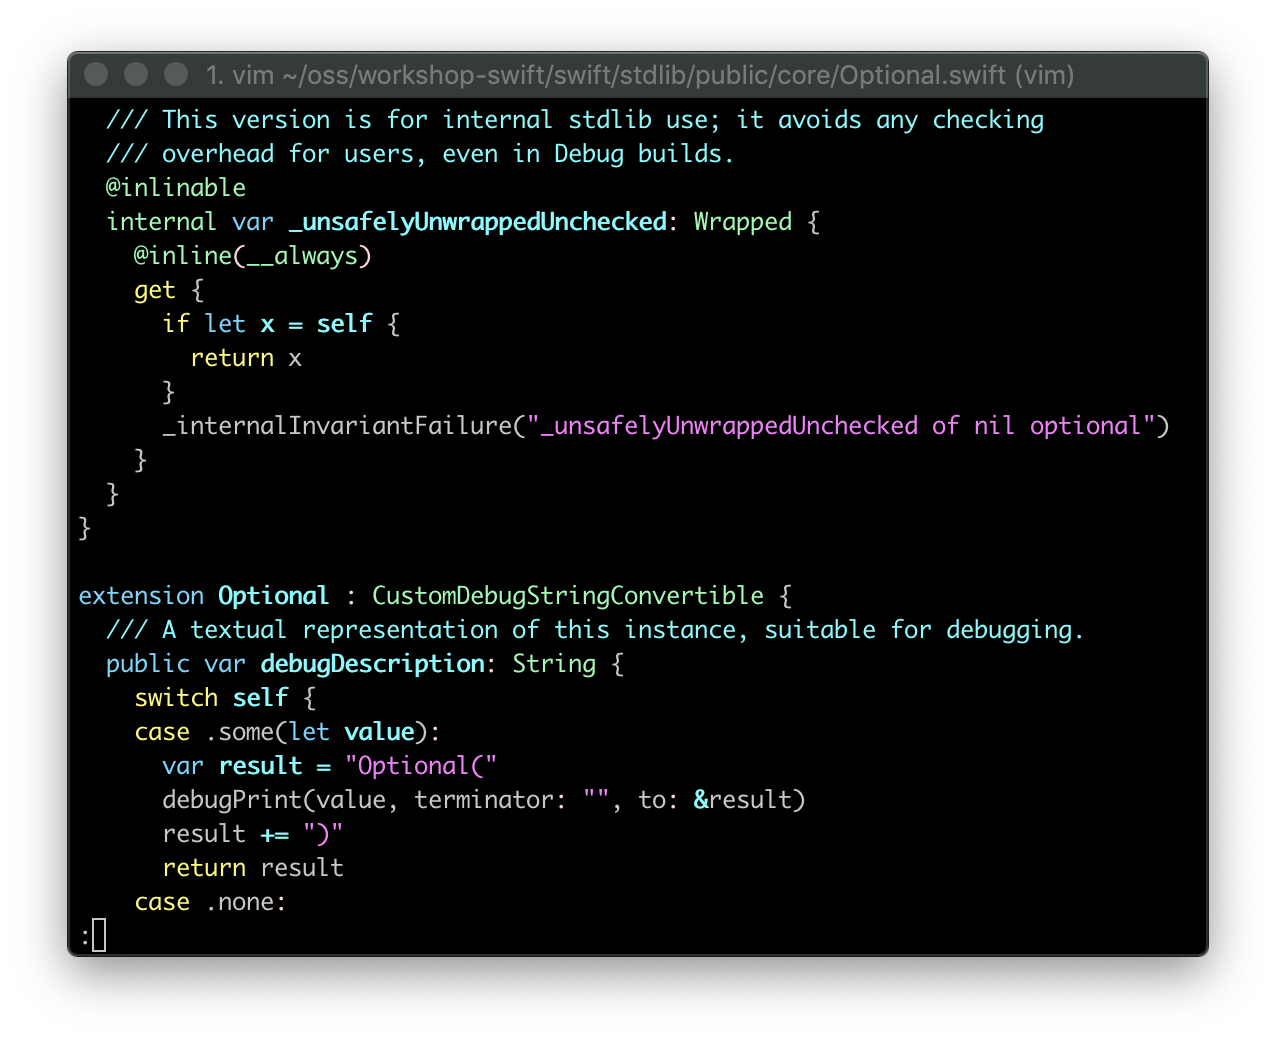 1. vim ~/oss/workshop-swift/swift/stdlib/public/core/Optional.swift (vim)
  /// This version is for internal stdlib use; it avoids any checking
  /// overhead for users, even in Debug builds.
  @inlinable
  internal var _unsafelyUnwrappedUnchecked: Wrapped {
    @inline(__always)
    get {
      if let x = self {
        return x
      }
      _internalInvariantFailure("_unsafelyUnwrappedUnchecked of nil optional")
    }
  }
}

extension Optional : CustomDebugStringConvertible {
  /// A textual representation of this instance, suitable for debugging.
  public var debugDescription: String {
    switch self {
    case .some(let value):
      var result = "Optional("
      debugPrint(value, terminator: "", to: &result)
      result += ")"
      return result
    case .none:
: